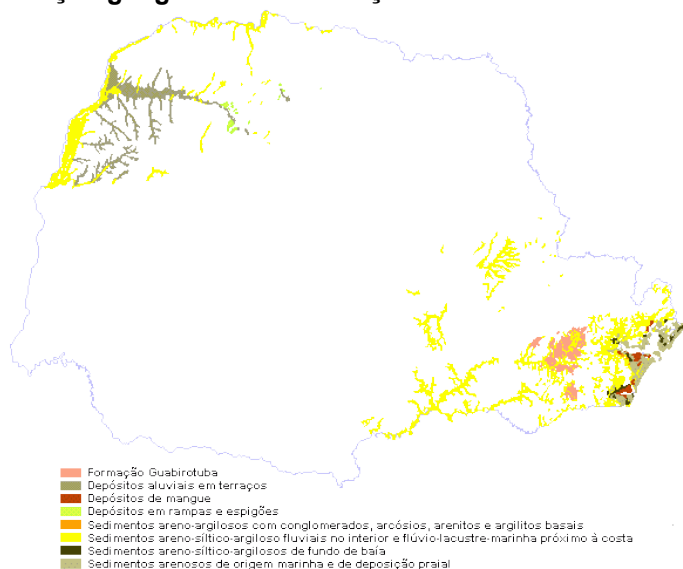 Formação Guabirotuba
Depósitos aluviais em terraços
Depósitos de mangue
Depósitos em rampas e espigões
Sedimentos areno-argilosos com conglomerados, arcósios, arenitos e argilitos basais
Sedimentos areno-síltico-argiloso fluviais no interior e flúvio-lacustre-marinha próximo à costa
Sedimentos areno-síltico-argilosos de fundo de baía
Sedimentos arenosos de origem marinha e de deposição praial